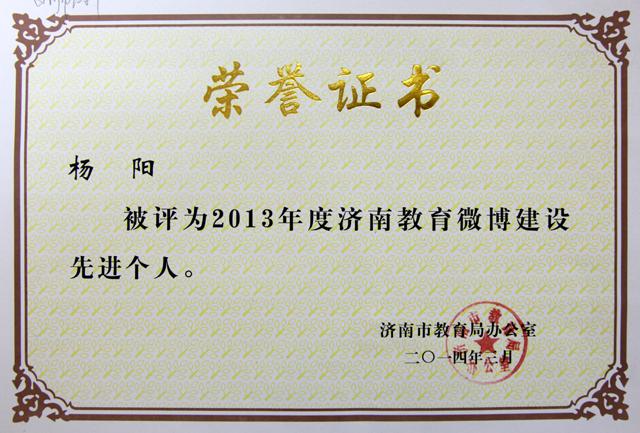 荣誉证书
杨 阳
被评为2013年度济南教育微博建设
先进个人。
济南市教育局办公室
二〇一四年三月